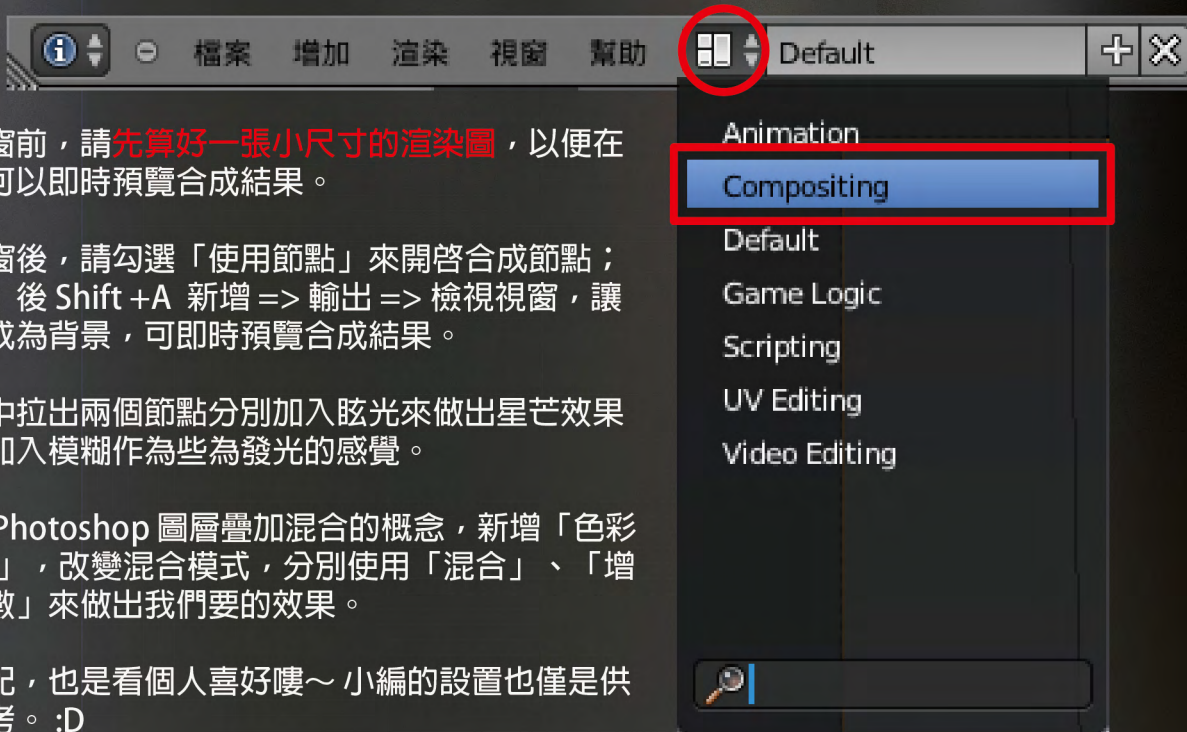 檔案 增加 渲染 視窗 幫助 Default
Animation
Compositing
Default
Game Logic
Scripting
UV Editing
Video Editing
窗前，請先算好一張小尺寸的渲染圖，以便在
可以即時預覽合成結果。
窗後，請勾選「使用節點」來開啓合成節點；
後 Shift +A 新增 => 輸出 => 檢視視窗，讓
成為背景，可即時預覽合成結果。
中拉出兩個節點分別加入眩光來做出星芒效果
加入模糊作為些為發光的感覺。
Photoshop 圖層疊加混合的概念，新增「色彩
」，改變混合模式，分別使用「混合」、「增
數」來做出我們要的效果。
配，也是看個人喜好嘍～ 小編的設置也僅是供
考。 :D